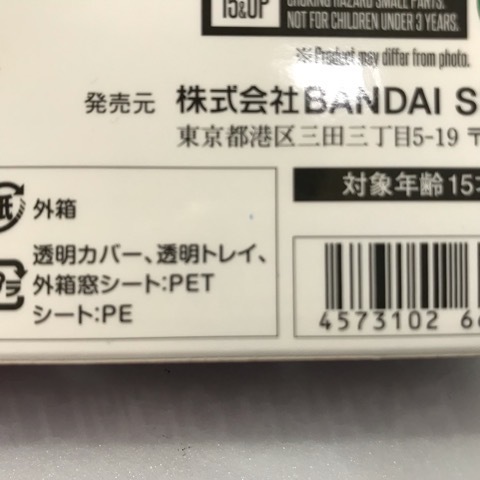 15&UP
CHOKING HAZARD SMALL PARTS.
NOT FOR CHILDREN UNDER 3 YEARS.
※Product may differ from photo.
発売元 株式会社BANDAI S
東京都港区三田三丁目5-19 〒
紙 外箱
対象年齢15
プラ 透明カバー、透明トレイ、
外箱窓シート:PET
シート:PE
4573102 6